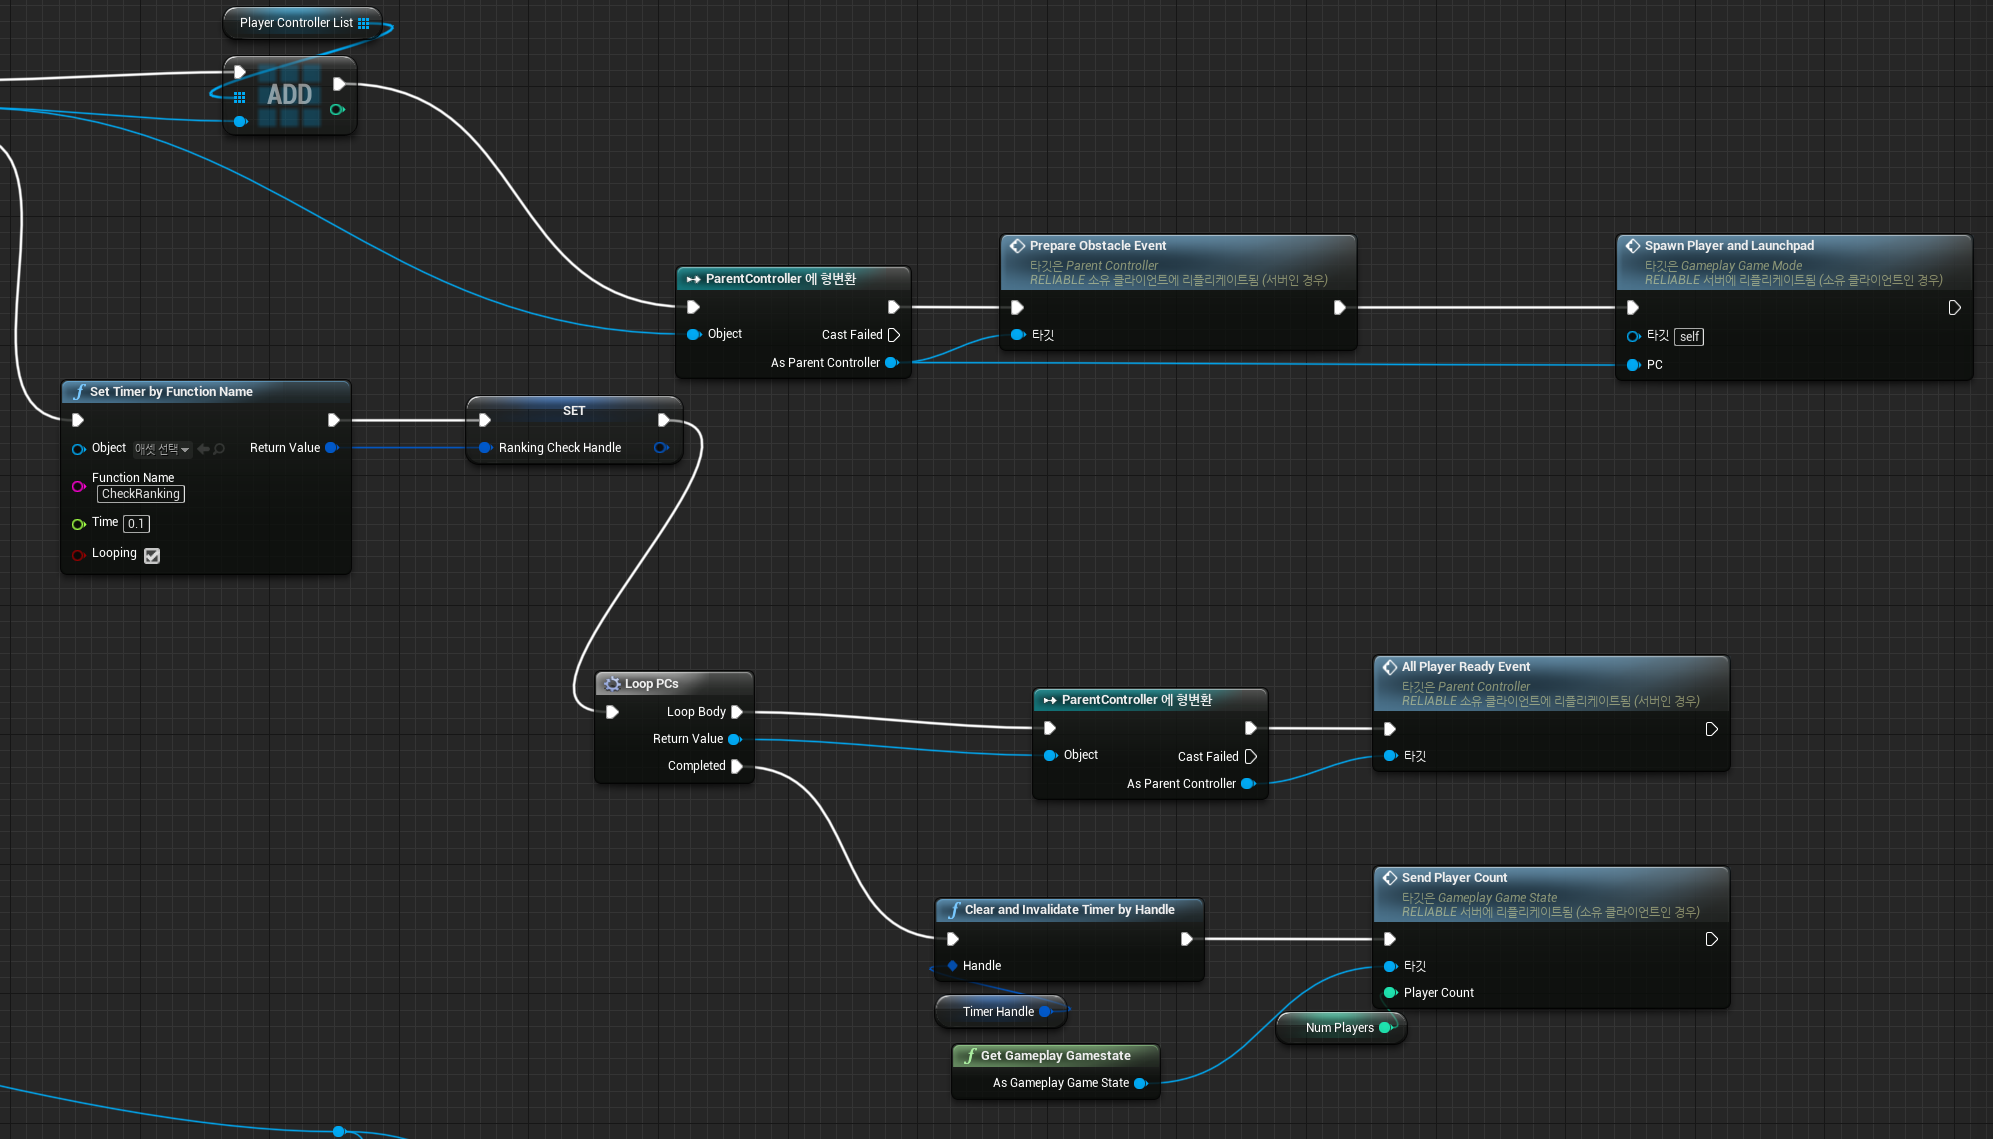 Player Controller List
ADD
Prepare Obstacle Event
타깃은 Parent Controller
RELIABLE 소유 클라이언트에 리플리케이트됨 (서버인 경우)
타깃
Spawn Player and Launchpad
타깃은 Gameplay Game Mode
RELIABLE 서버에 리플리케이트됨 (소유 클라이언트인 경우)
타깃 self
PC
ParentController 에 형변환
Object
Cast Failed
As Parent Controller
Set Timer by Function Name
Object 애셋 선택
Return Value
Function Name
CheckRanking
Time 0.1
Looping
SET
Ranking Check Handle
Loop PCs
Loop Body
Return Value
Completed
ParentController 에 형변환
Object
Cast Failed
As Parent Controller
All Player Ready Event
타깃은 Parent Controller
RELIABLE 소유 클라이언트에 리플리케이트됨 (서버인 경우)
타깃
Clear and Invalidate Timer by Handle
Handle
Timer Handle
Send Player Count
타깃은 Gameplay Game State
RELIABLE 서버에 리플리케이트됨 (소유 클라이언트인 경우)
타깃
Player Count
Num Players
Get Gameplay Gamestate
As Gameplay Game State